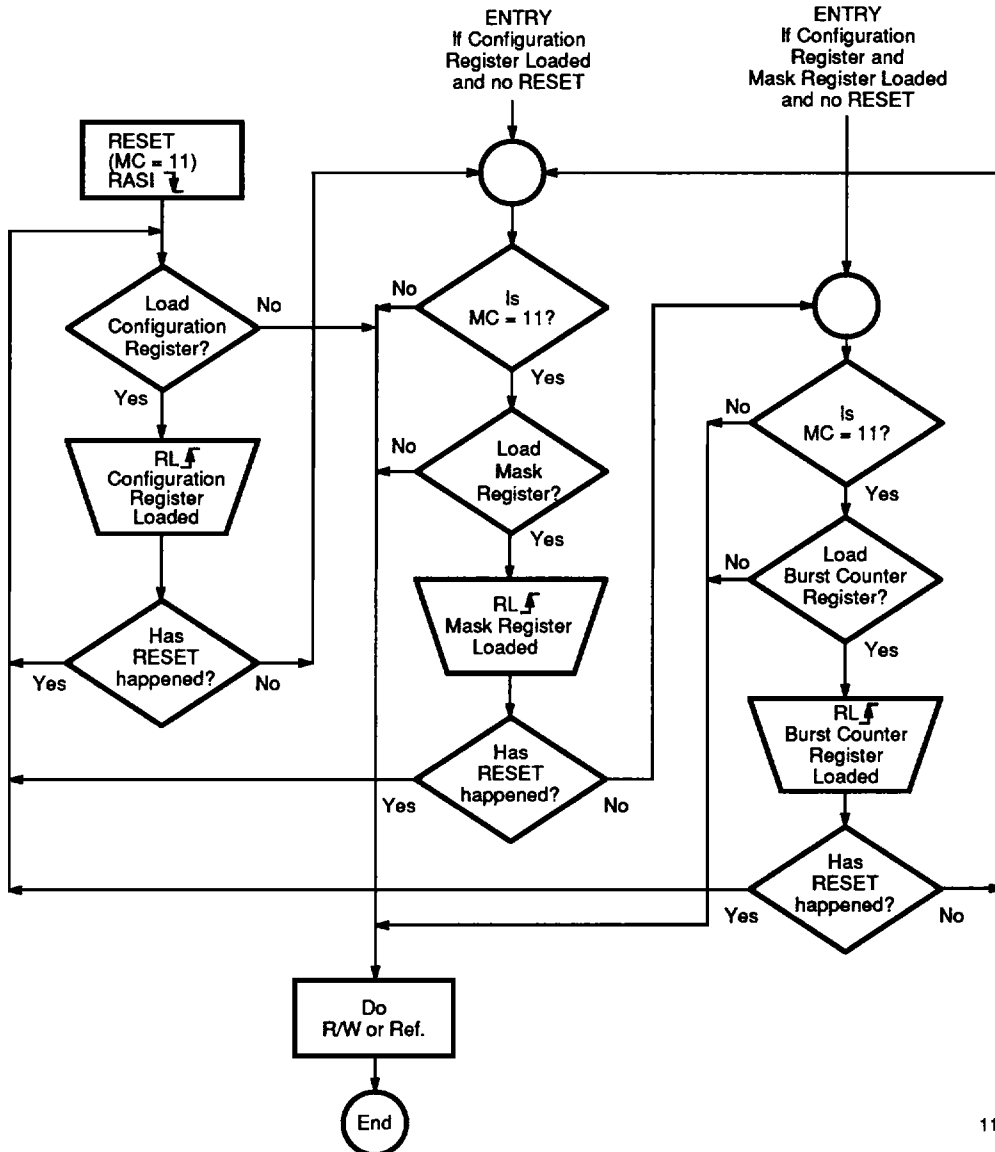 ENTRY
If Configuration
Register Loaded
and no RESET
ENTRY
If Configuration
Register and
Mask Register Loaded
and no RESET
RESET
(MC = 11)
RASI
Load
Configuration
Register?
No
Yes
RL
Configuration
Register
Loaded
Has
RESET
happened?
Yes
No
Is
MC = 11?
No
Yes
Load
Mask
Register?
No
Yes
RL
Mask Register
Loaded
Has
RESET
happened?
Yes
No
Is
MC = 11?
No
Yes
Load
Burst Counter
Register?
No
Yes
RL
Burst Counter
Register
Loaded
Has
RESET
happened?
Yes
No
Do
R/W or Ref.
End
11